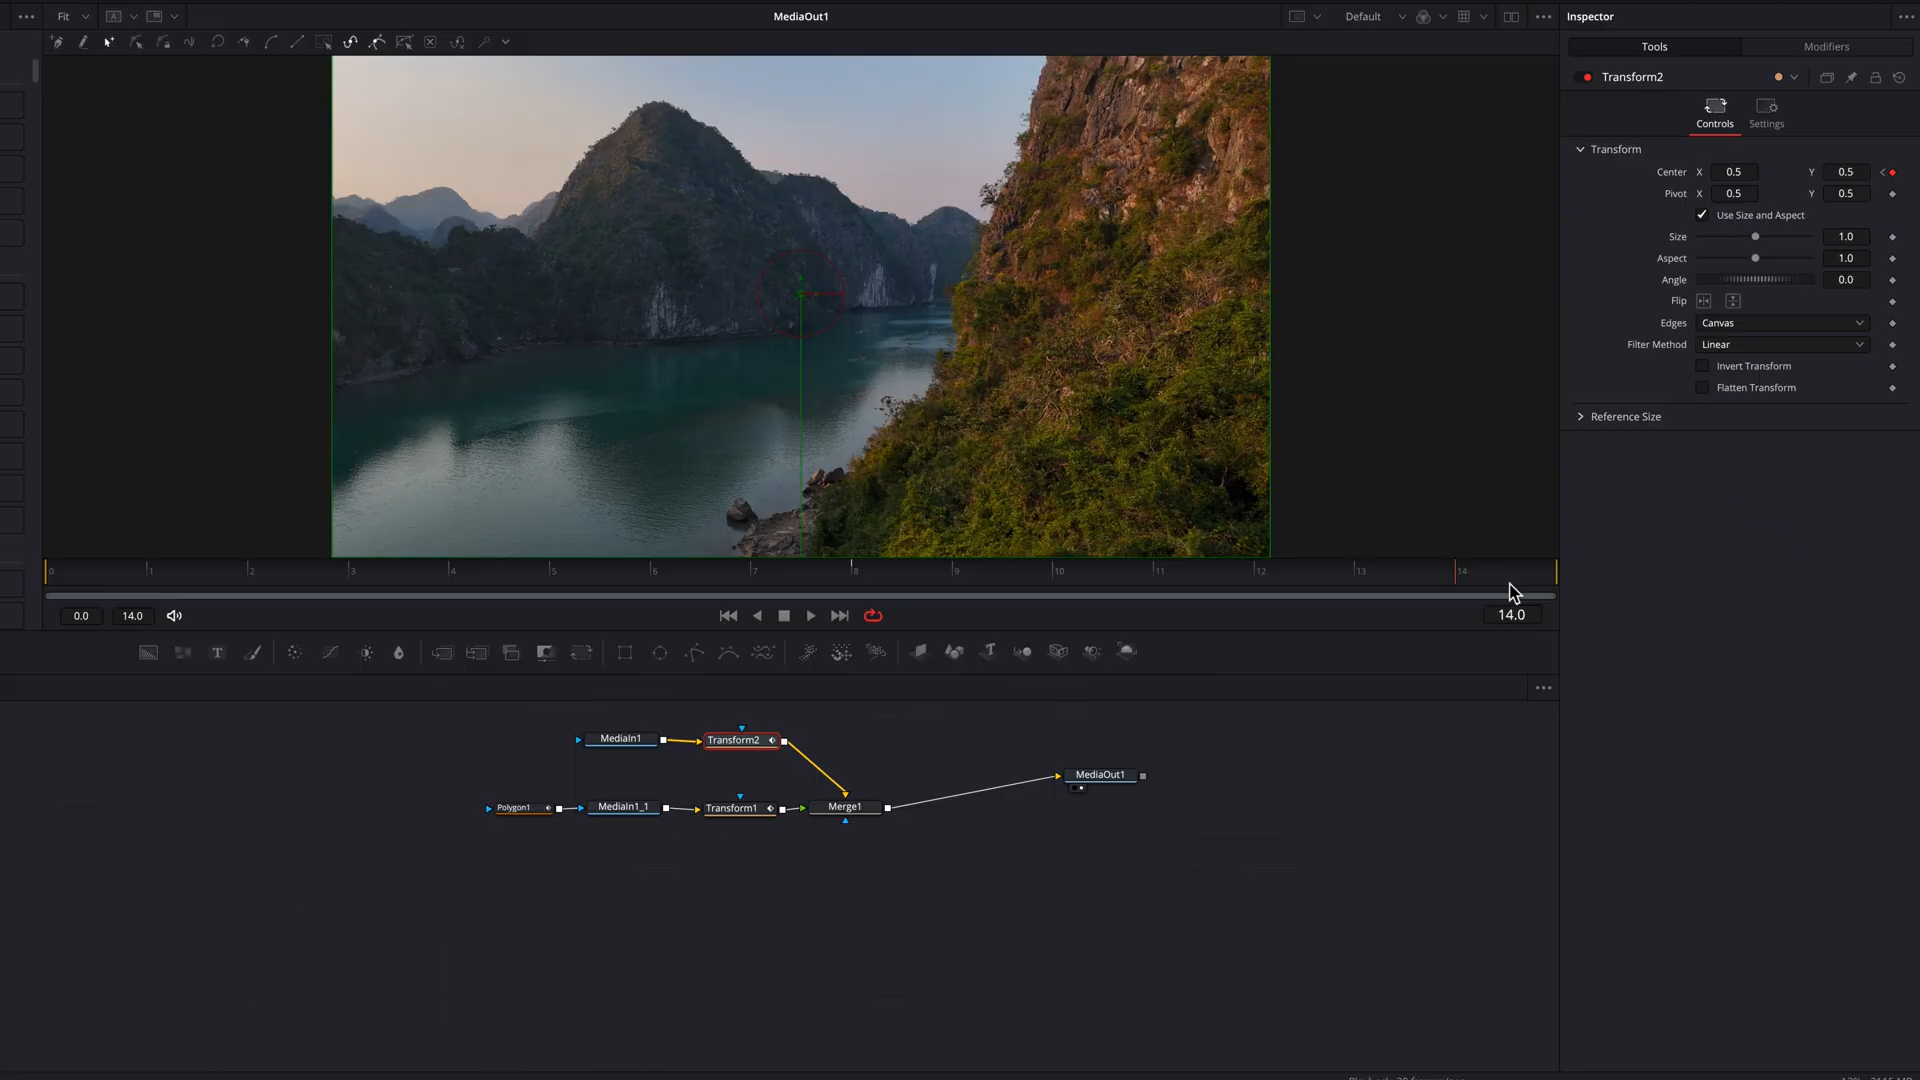 Fit
A
MediaOut1
Default
Inspector
Tools
Modifiers
Transform2
Controls
Settings
Transform
Center X 0.5 Y 0.5
Pivot X 0.5 Y 0.5
Use Size and Aspect
Size 1.0
Aspect 1.0
Angle 0.0
Flip
Edges Canvas
Filter Method Linear
Invert Transform
Flatten Transform
Reference Size
0 1 2 3 4 5 6 7 8 9 10 11 12 13 14
0.0 14.0 14.0
T
T
MediaIn1 Transform2
MediaOut1
Polygon1 MediaIn1_1 Transform1 Merge1